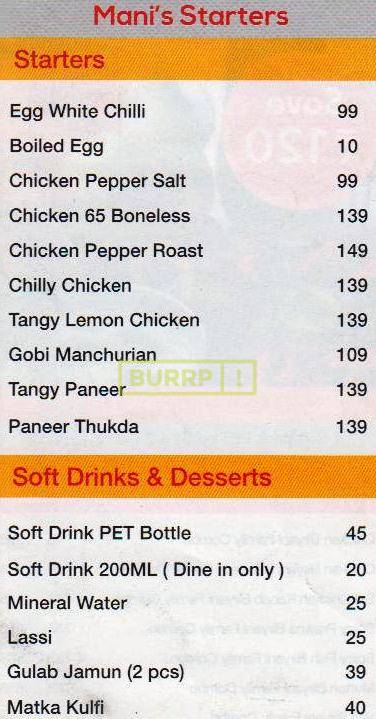 Mani's Starters
Starters
Egg White Chilli 99
Boiled Egg 10
Chicken Pepper Salt 99
Chicken 65 Boneless 139
Chicken Pepper Roast 149
Chilly Chicken 139
Tangy Lemon Chicken 139
Gobi Manchurian 109
BURRP !
Tangy Paneer 139
Paneer Thukda 139
Soft Drinks & Desserts
Soft Drink PET Bottle 45
Soft Drink 200ML ( Dine in only ) 20
Mineral Water 25
Lassi 25
Gulab Jamun (2 pcs) 39
Matka Kulfi 40